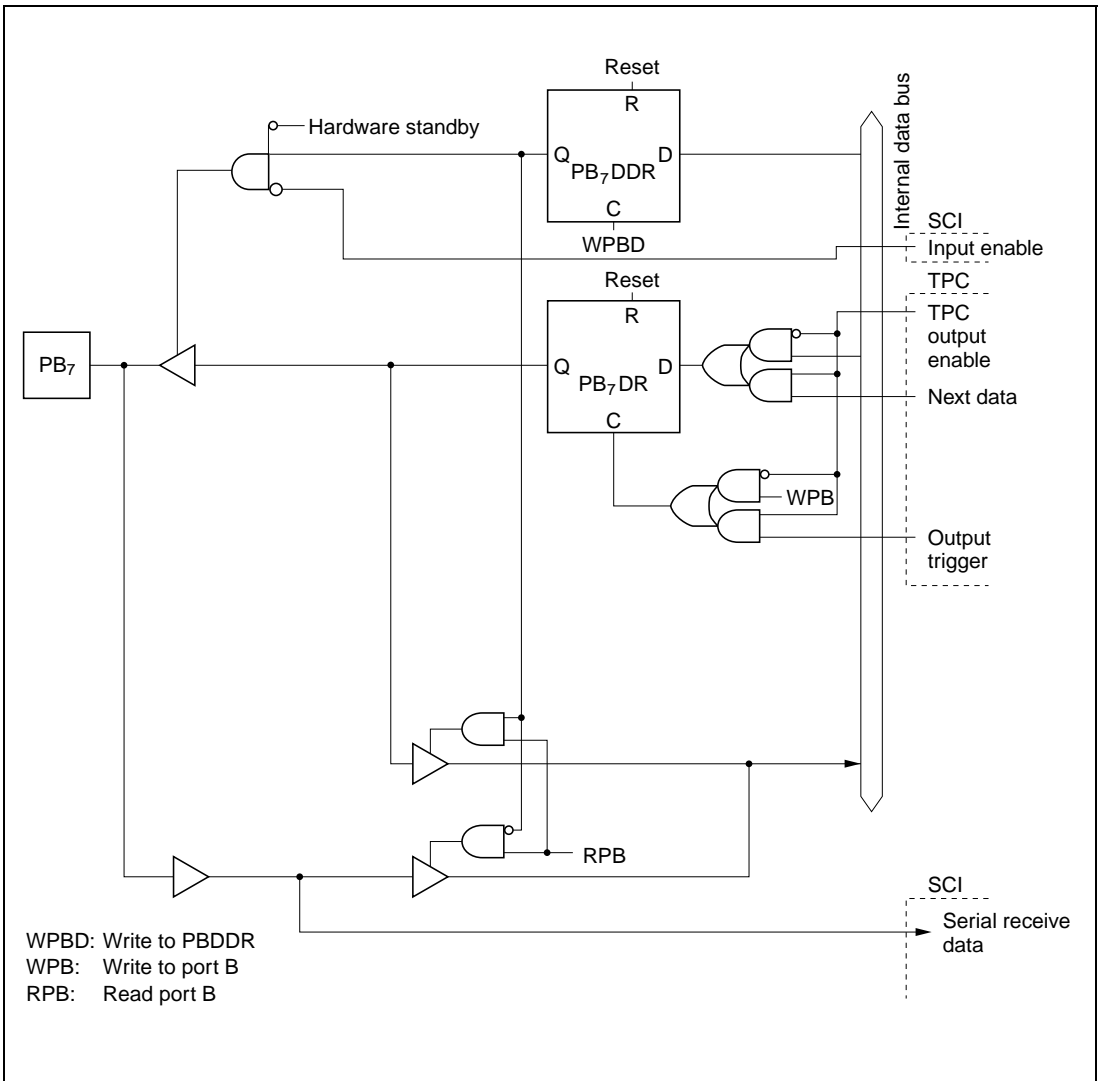 Reset
R
Hardware standby
Q
D
PB₇DDR
C
WPBD
Internal data bus
SCI
Input enable
TPC
TPC
output
enable
Next data
Reset
R
PB₇
Q
D
PB₇DR
C
WPB
Output
trigger
RPB
SCI
Serial receive
data
WPBD: Write to PBDDR
WPB: Write to port B
RPB: Read port B